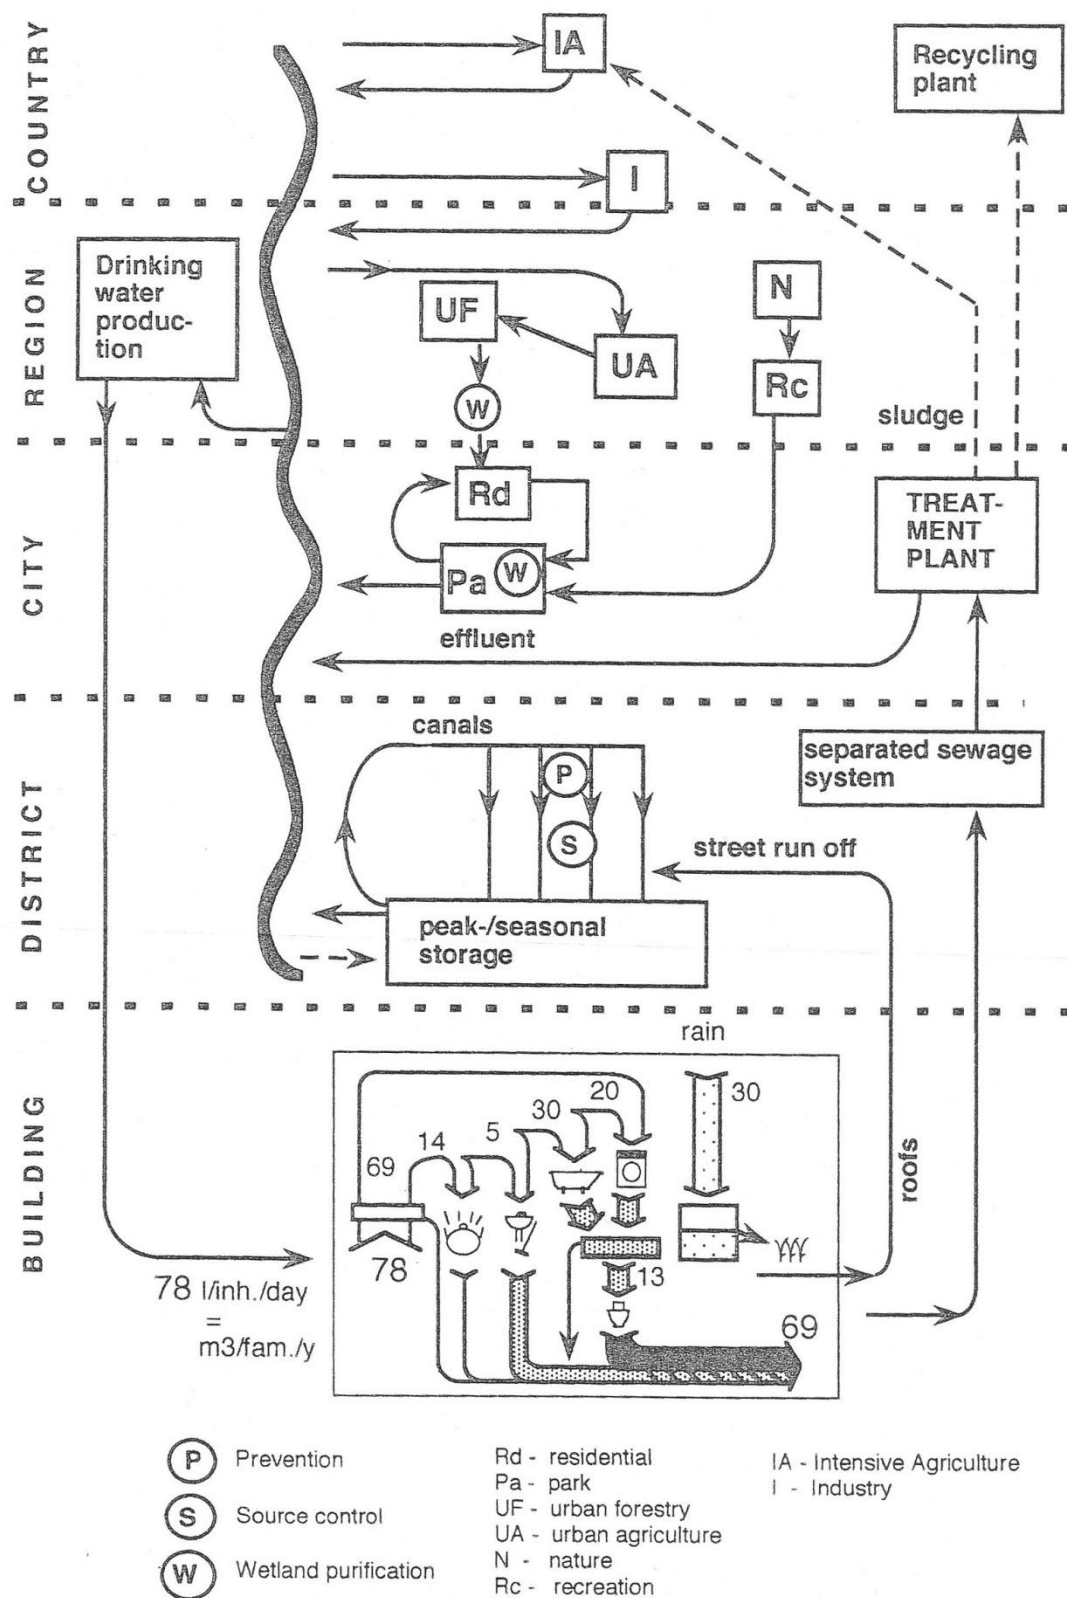 COUNTRY
IA
Recycling
plant
I
REGION
Drinking
water
produc-
tion
UF
UA
N
Rc
W
sludge
CITY
Rd
Pa
W
TREAT-
MENT
PLANT
effluent
DISTRICT
canals
P
S
separated sewage
system
street run off
peak-/seasonal
storage
BUILDING
rain
20
30
30
5
14
69
78
13
69
roofs
78 l/inh./day
=
m3/fam./y
P Prevention
S Source control
W Wetland purification
Rd - residential
Pa - park
UF - urban forestry
UA - urban agriculture
N - nature
Rc - recreation
IA - Intensive Agriculture
I - Industry